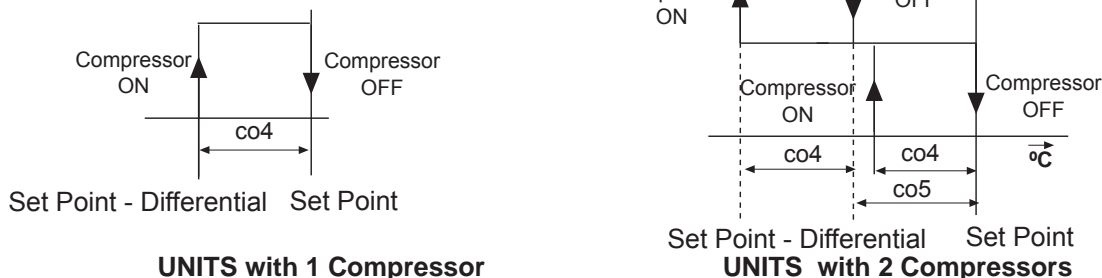 Compressor
ON
Compressor
OFF
co4
Set Point - Differential
Set Point
UNITS with 1 Compressor
ON
Compressor
ON
Compressor
OFF
co4
co4
ºC
co5
Set Point - Differential
Set Point
UNITS with 2 Compressors